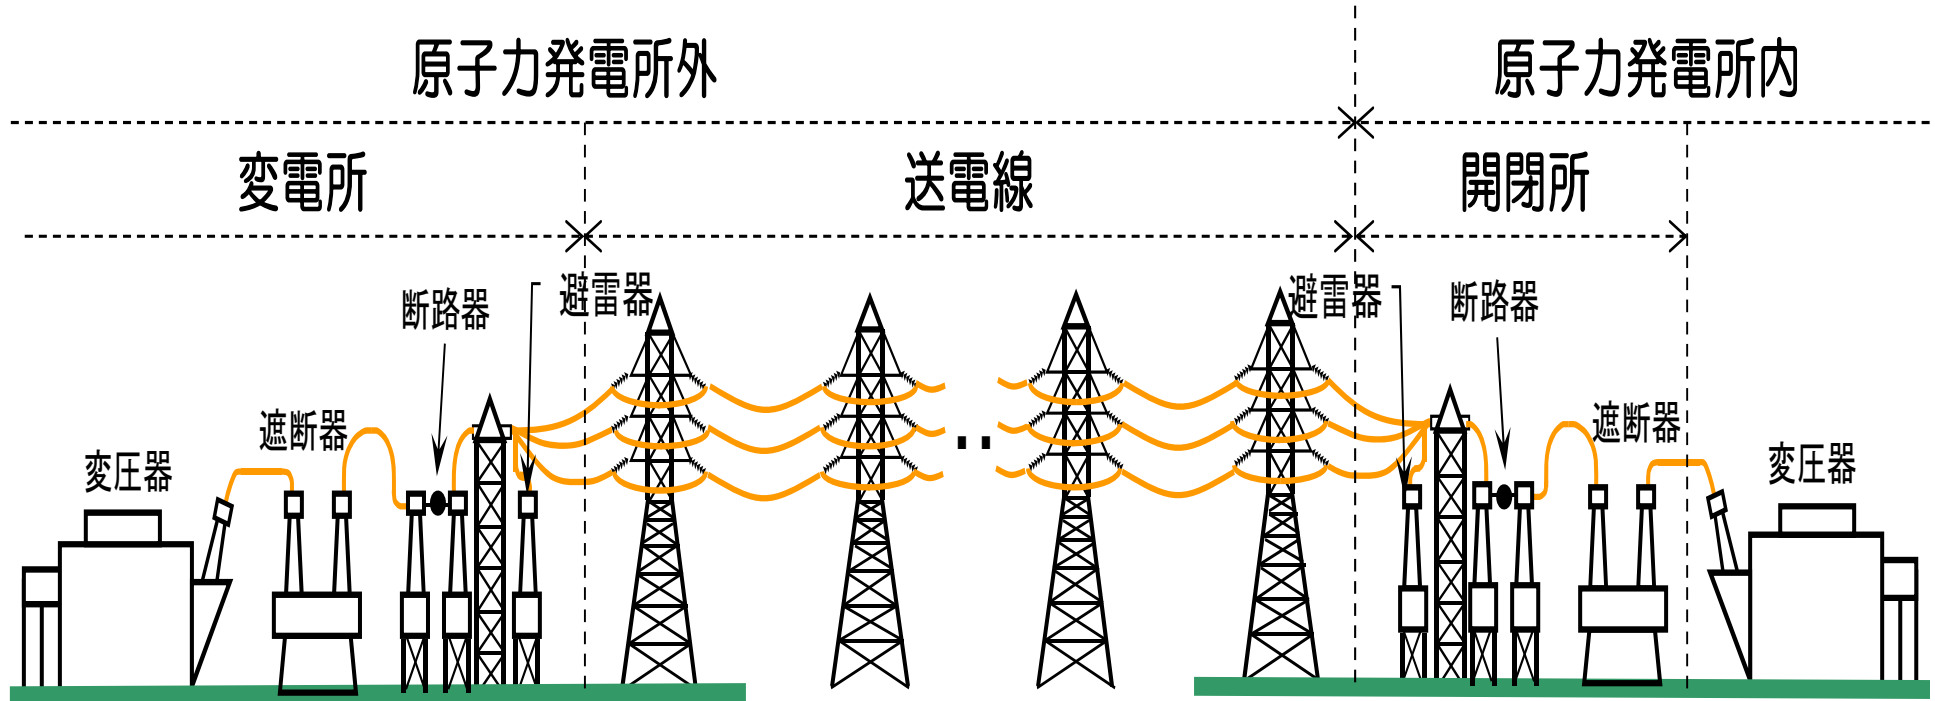 原子力発電所外
原子力発電所内
変電所
送電線
開閉所
断路器
避雷器
避雷器
断路器
遮断器
遮断器
変圧器
変圧器